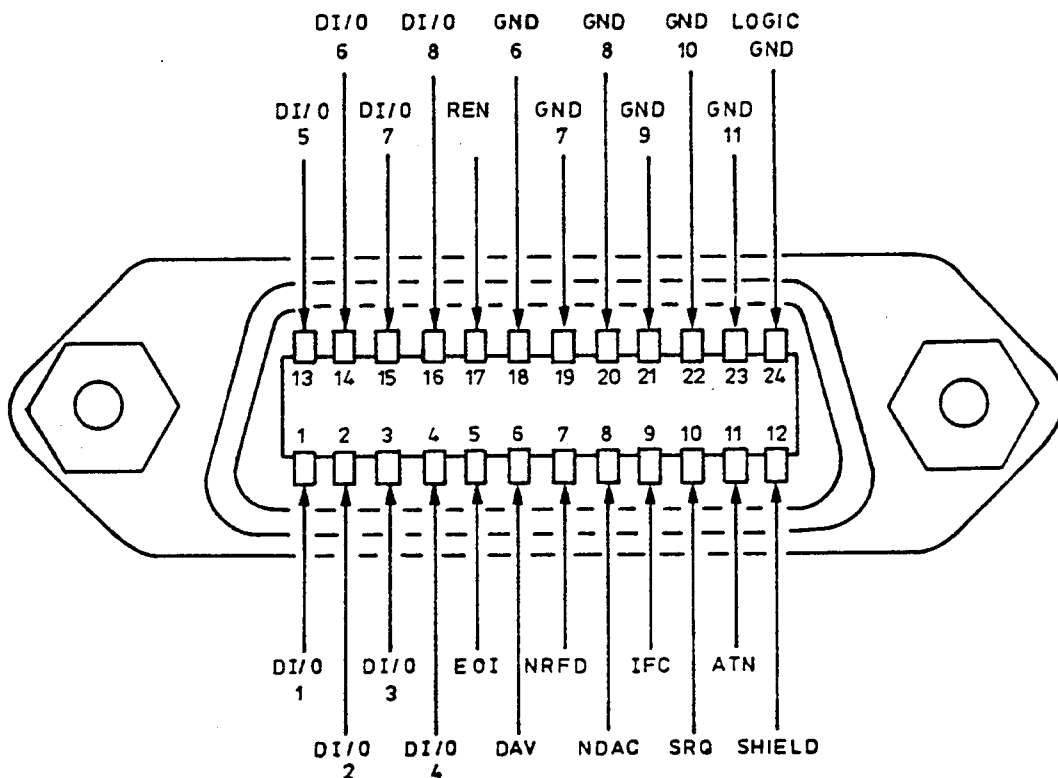 DI/O DI/O GND GND GND LOGIC
6 8 6 8 10 GND
DI/O DI/O REN GND GND GND
5 7 7 9 11
13 14 15 16 17 18 19 20 21 22 23 24
1 2 3 4 5 6 7 8 9 10 11 12
DI/O DI/O EOI NRFD IFC ATN
1 3
DI/O DI/O DAV NDAC SRQ SHIELD
2 4